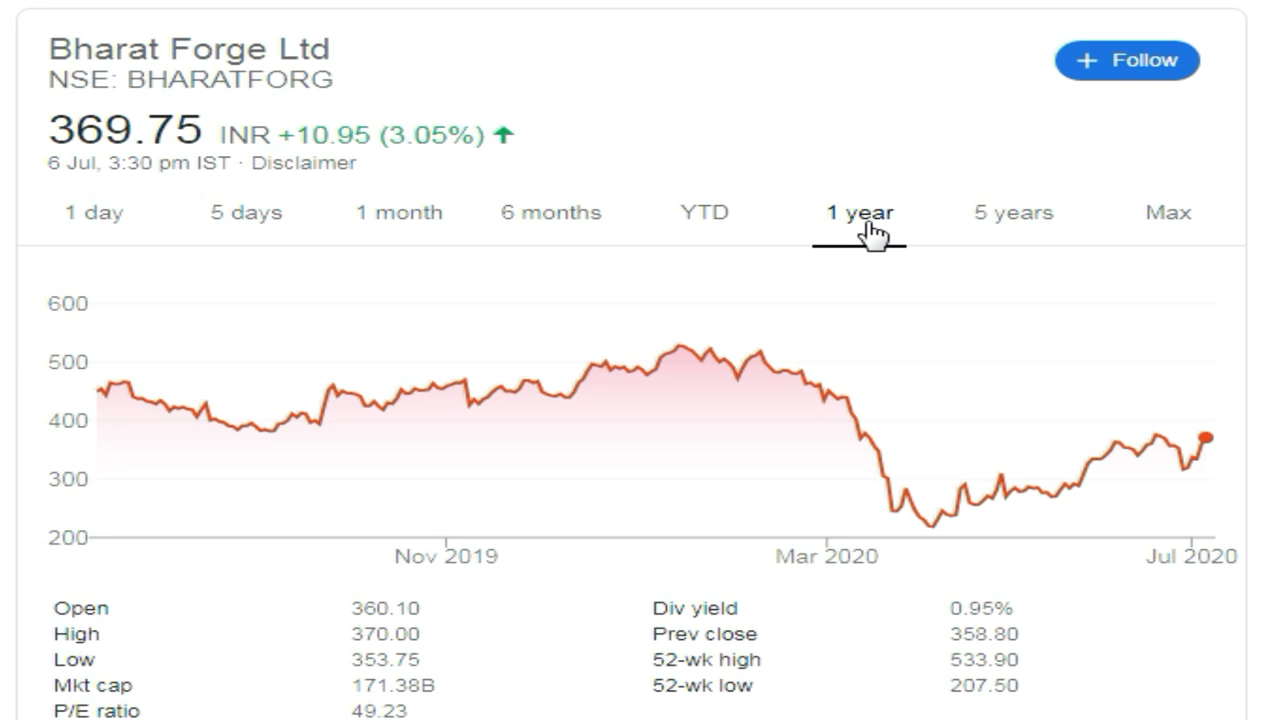 Bharat Forge Ltd
+ Follow
NSE: BHARATFORG
369.75 INR +10.95 (3.05%) ↑
6 Jul, 3:30 pm IST · Disclaimer
1 day 5 days 1 month 6 months YTD 1 year 5 years Max
600
500
400
300
200
Nov 2019 Mar 2020 Jul 2020
Open 360.10 Div yield 0.95%
High 370.00 Prev close 358.80
Low 353.75 52-wk high 533.90
Mkt cap 171.38B 52-wk low 207.50
P/E ratio 49.23